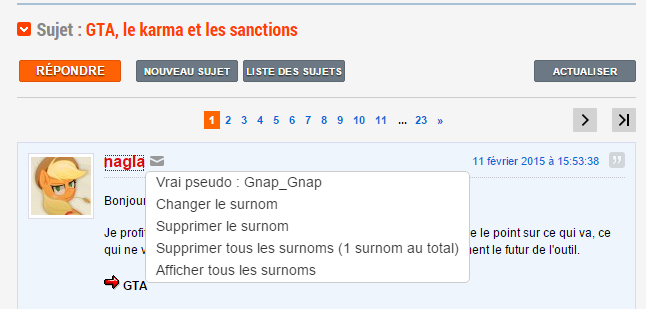 Sujet : GTA, le karma et les sanctions
RÉPONDRE NOUVEAU SUJET LISTE DES SUJETS ACTUALISER
1 2 3 4 5 6 7 8 9 10 11 ... 23 »
nagla 11 février 2015 à 15:53:38
Vrai pseudo : Gnap_Gnap
Bonjour
Changer le surnom
Supprimer le surnom
Je profi le point sur ce qui va, ce
Supprimer tous les surnoms (1 surnom au total)
qui ne v ent le futur de l'outil.
Afficher tous les surnoms
GTA